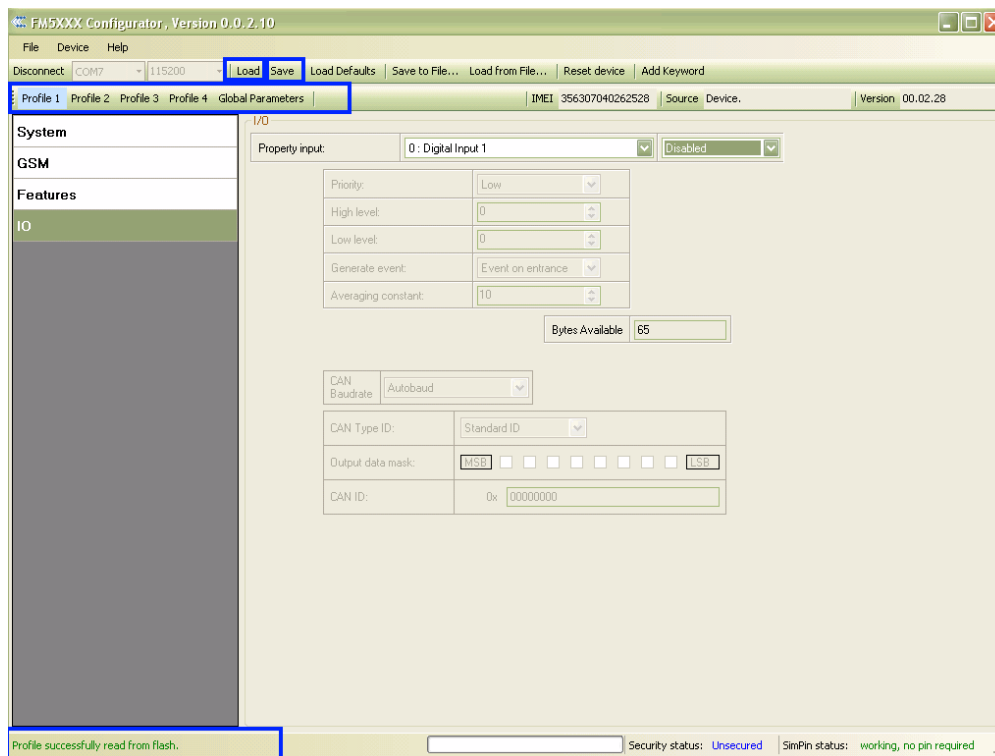 FM5XXX Configurator, Version 0.0.2.10
File Device Help
Disconnect COM7 115200 Load Save Load Defaults Save to File... Load from File... Reset device Add Keyword
Profile 1 Profile 2 Profile 3 Profile 4 Global Parameters IMEI 356307040262528 Source Device. Version 00.02.28
System
GSM
Features
IO
I/O
Property input: 0 : Digital Input 1 Disabled
Priority: Low
High level: 0
Low level: 0
Generate event: Event on entrance
Averaging constant: 10
Bytes Available 65
CAN Baudrate Autobaud
CAN Type ID: Standard ID
Output data mask: MSB LSB
CAN ID: 0x 00000000
Profile successfully read from flash. Security status: Unsecured SimPin status: working, no pin required